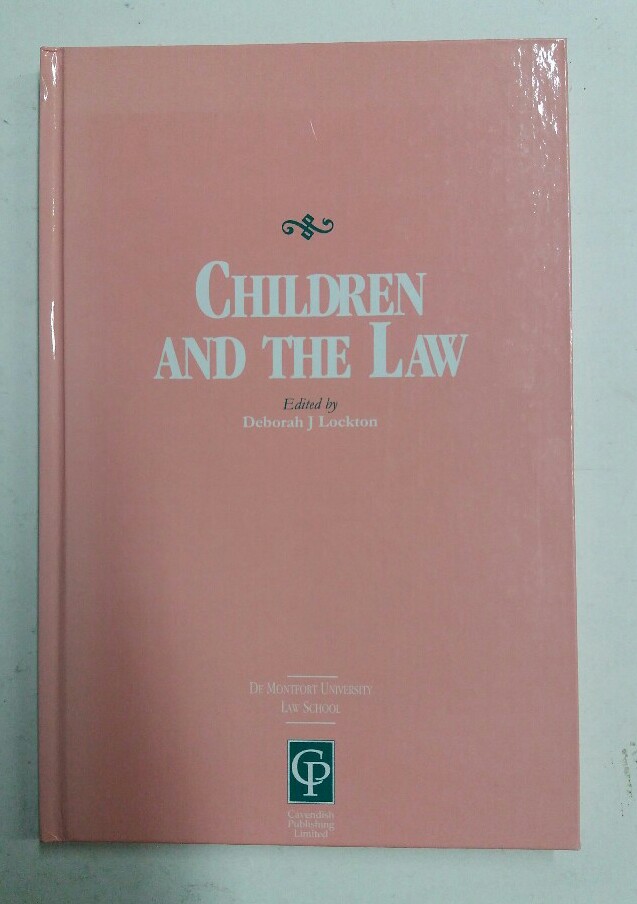 CHILDREN
AND THE LAW
Edited by
Deborah J Lockton
DE MONTFORT UNIVERSITY
LAW SCHOOL
CP
Cavendish
Publishing
Limited